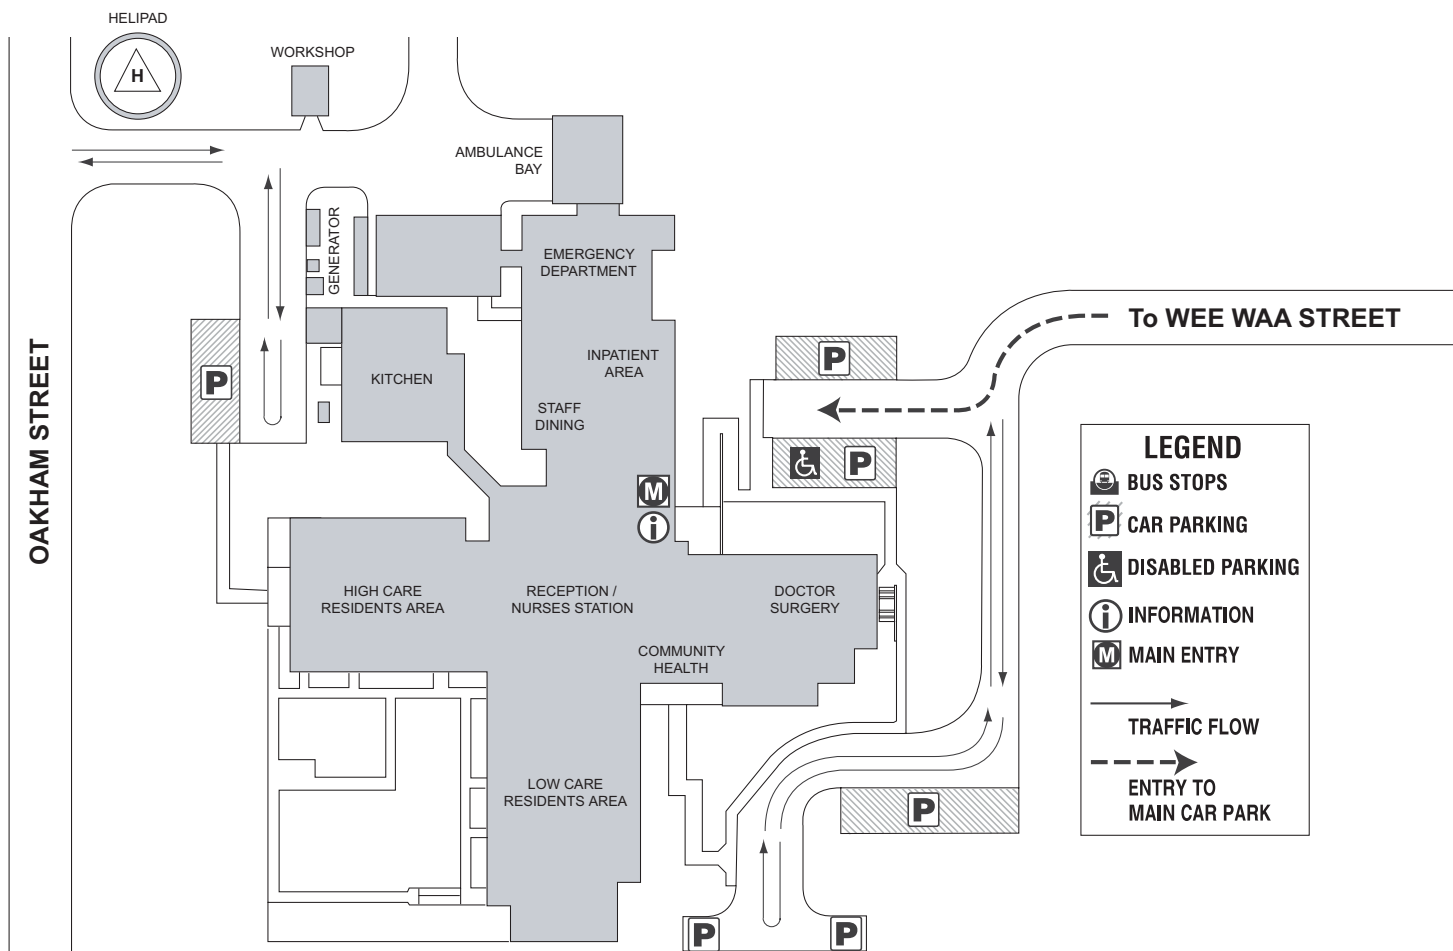 HELIPAD
H
WORKSHOP
AMBULANCE
BAY
GENERATOR
EMERGENCY
DEPARTMENT
To WEE WAA STREET
OAKHAM STREET
P
P
INPATIENT
AREA
KITCHEN
STAFF
DINING
P
M
i
HIGH CARE
RESIDENTS AREA
RECEPTION /
NURSES STATION
DOCTOR
SURGERY
COMMUNITY
HEALTH
LOW CARE
RESIDENTS AREA
P
P
P
LEGEND
BUS STOPS
P CAR PARKING
DISABLED PARKING
i INFORMATION
M MAIN ENTRY
TRAFFIC FLOW
ENTRY TO
MAIN CAR PARK